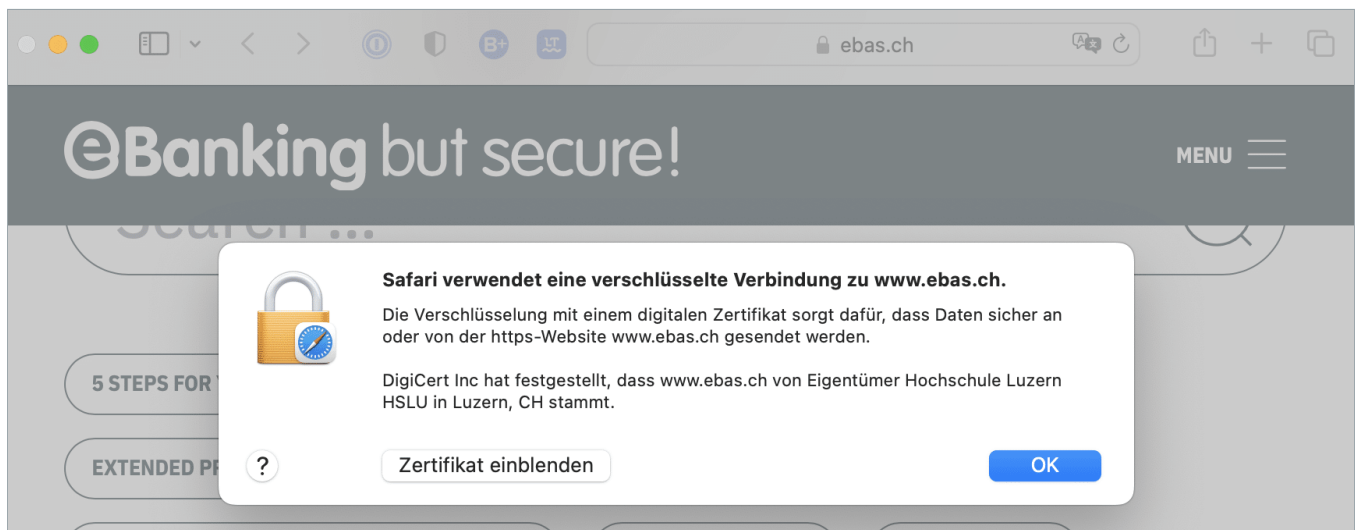 ebas.ch
eBanking but secure!
MENU
Search ...
Safari verwendet eine verschlüsselte Verbindung zu www.ebas.ch.
Die Verschlüsselung mit einem digitalen Zertifikat sorgt dafür, dass Daten sicher an
oder von der https-Website www.ebas.ch gesendet werden.
DigiCert Inc hat festgestellt, dass www.ebas.ch von Eigentümer Hochschule Luzern
HSLU in Luzern, CH stammt.
5 STEPS FOR
EXTENDED
?
Zertifikat einblenden
OK